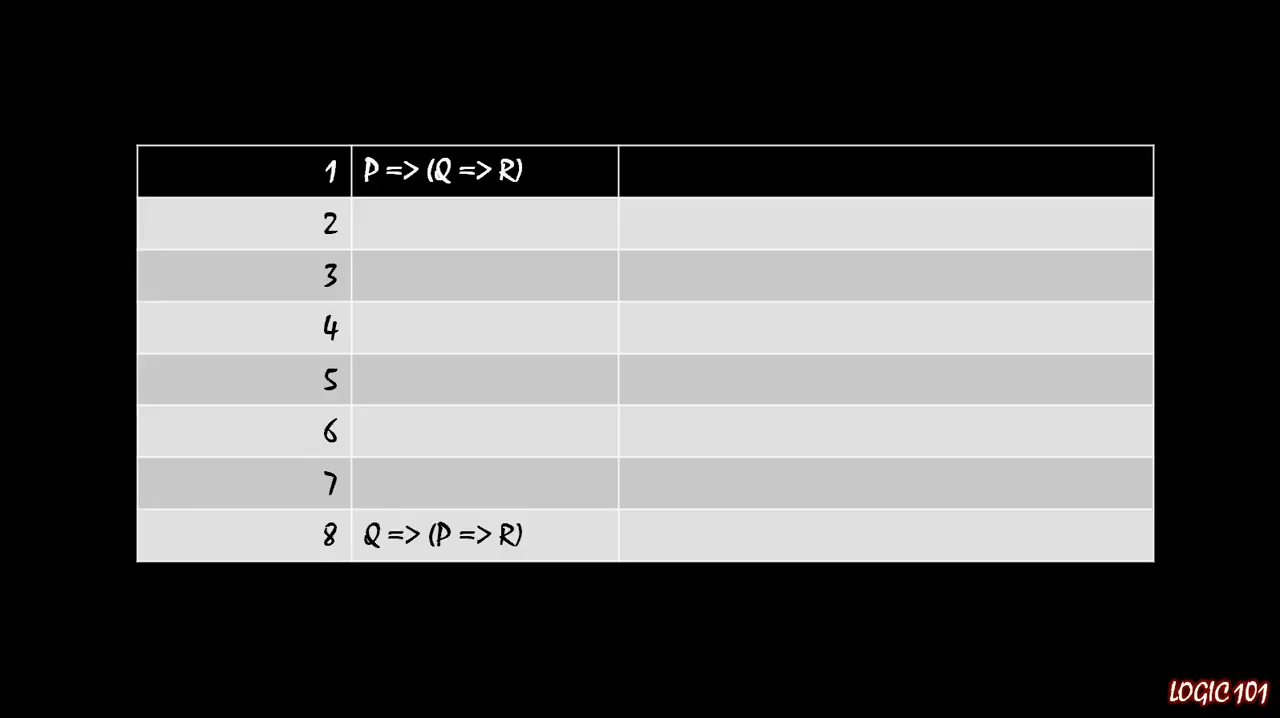 1 P => (Q => R)
2
3
4
5
6
7
8 Q => (P => R)
LOGIC 101